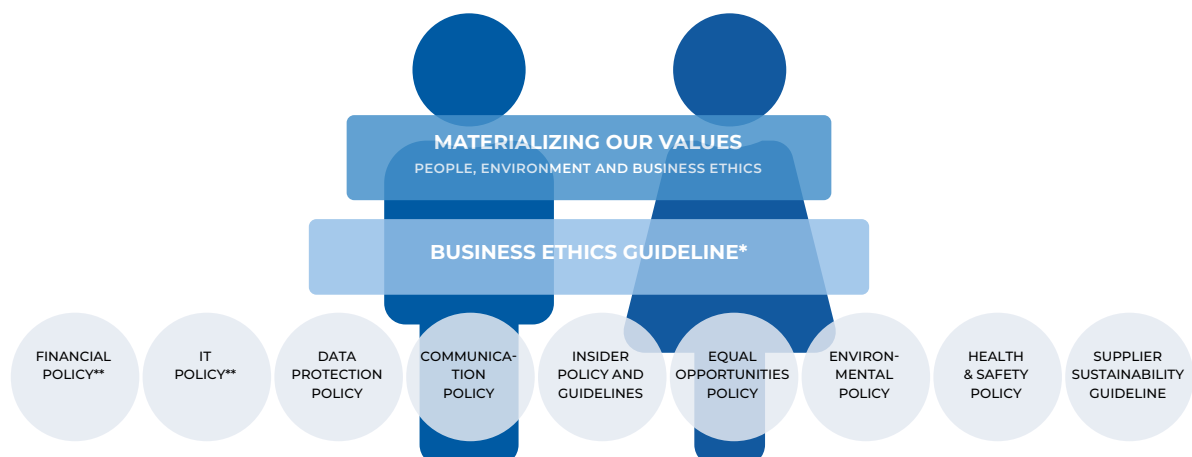 MATERIALIZING OUR VALUES
PEOPLE, ENVIRONMENT AND BUSINESS ETHICS
BUSINESS ETHICS GUIDELINE*
FINANCIAL
POLICY**
IT
POLICY**
DATA
PROTECTION
POLICY
COMMUNICA-
TION
POLICY
INSIDER
POLICY AND
GUIDELINES
EQUAL
OPPORTUNITIES
POLICY
ENVIRON-
MENTAL
POLICY
HEALTH
& SAFETY
POLICY
SUPPLIER
SUSTAINABILITY
GUIDELINE